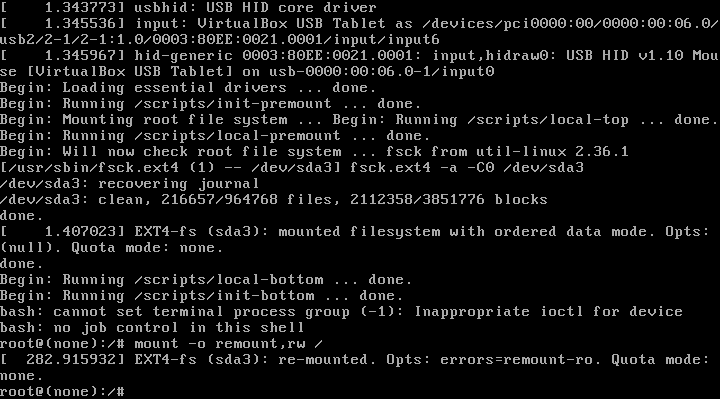 [    1.343773] usbhid: USB HID core driver
[    1.345536] input: VirtualBox USB Tablet as /devices/pci0000:00/0000:00:06.0/
usb2/2-1/2-1:1.0/0003:80EE:0021.0001/input/input6
[    1.345967] hid-generic 0003:80EE:0021.0001: input,hidraw0: USB HID v1.10 Mou
se [VirtualBox USB Tablet] on usb-0000:00:06.0-1/input0
Begin: Loading essential drivers ... done.
Begin: Running /scripts/init-premount ... done.
Begin: Mounting root file system ... Begin: Running /scripts/local-top ... done.
Begin: Running /scripts/local-premount ... done.
Begin: Will now check root file system ... fsck from util-linux 2.36.1
[/usr/sbin/fsck.ext4 (1) -- /dev/sda3] fsck.ext4 -a -C0 /dev/sda3
/dev/sda3: recovering journal
/dev/sda3: clean, 216657/964768 files, 2112358/3851776 blocks
done.
[    1.407023] EXT4-fs (sda3): mounted filesystem with ordered data mode. Opts:
(null). Quota mode: none.
done.
Begin: Running /scripts/local-bottom ... done.
Begin: Running /scripts/init-bottom ... done.
bash: cannot set terminal process group (-1): Inappropriate ioctl for device
bash: no job control in this shell
root@(none):/# mount -o remount,rw /
[  282.915932] EXT4-fs (sda3): re-mounted. Opts: errors=remount-ro. Quota mode:
none.
root@(none):/#